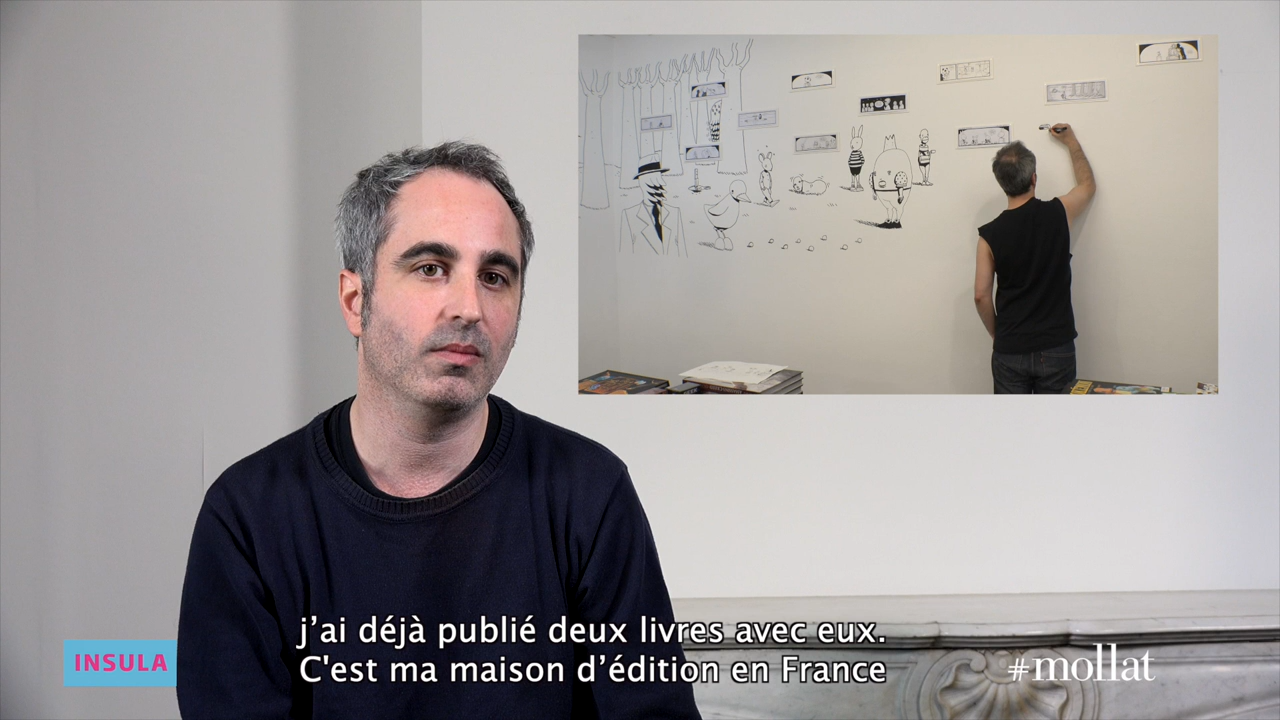 j'ai déjà publié deux livres avec eux.
C'est ma maison d'édition en France
INSULA
#mollat